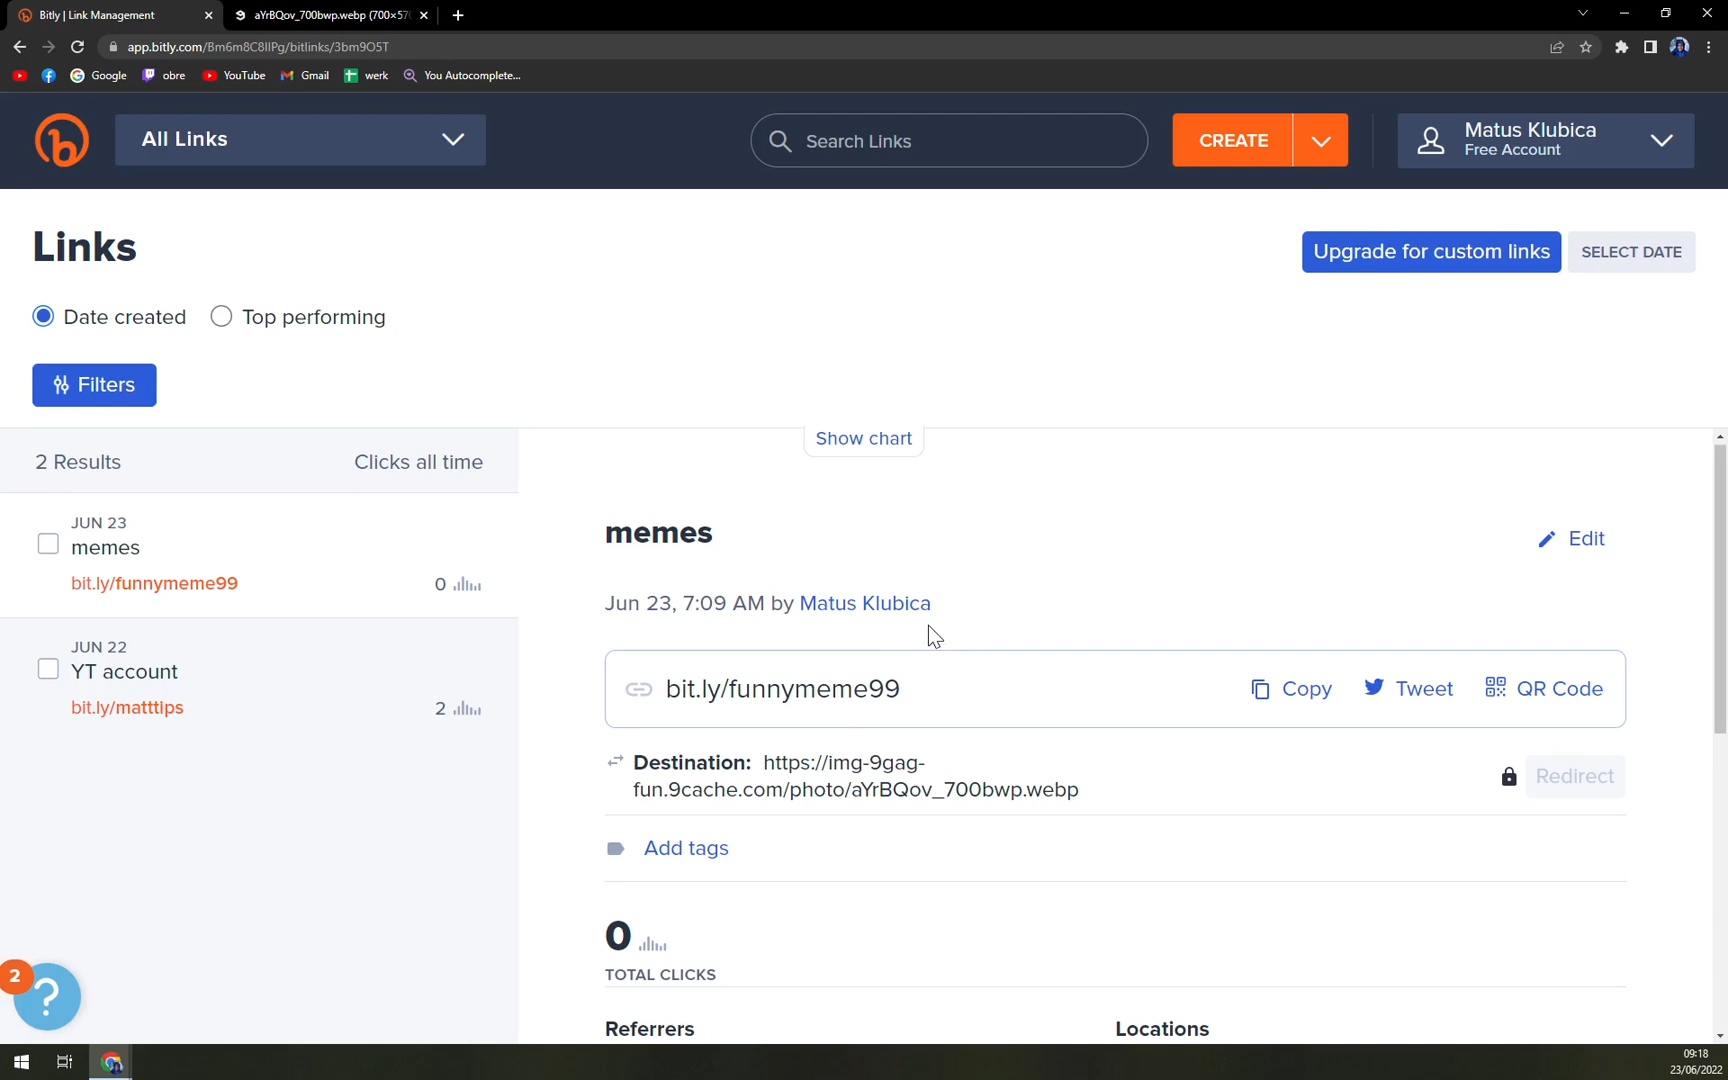 Bitly | Link Management
aYrBQov_700bwp.webp (700×57
app.bitly.com/Bm6m8C8IlPg/bitlinks/3bm9O5T
Google
obre
YouTube
Gmail
werk
You Autocomplete...
All Links
Search Links
CREATE
Matus Klubica
Free Account
Links
Upgrade for custom links
SELECT DATE
Date created
Top performing
Filters
2 Results
Clicks all time
Show chart
JUN 23
memes
bit.ly/funnymeme99
0
JUN 22
YT account
bit.ly/matttips
2
memes
Edit
Jun 23, 7:09 AM by Matus Klubica
bit.ly/funnymeme99
Copy
Tweet
QR Code
Destination: https://img-9gag-
fun.9cache.com/photo/aYrBQov_700bwp.webp
Redirect
Add tags
0
TOTAL CLICKS
Referrers
Locations
2
?
09:18
23/06/2022